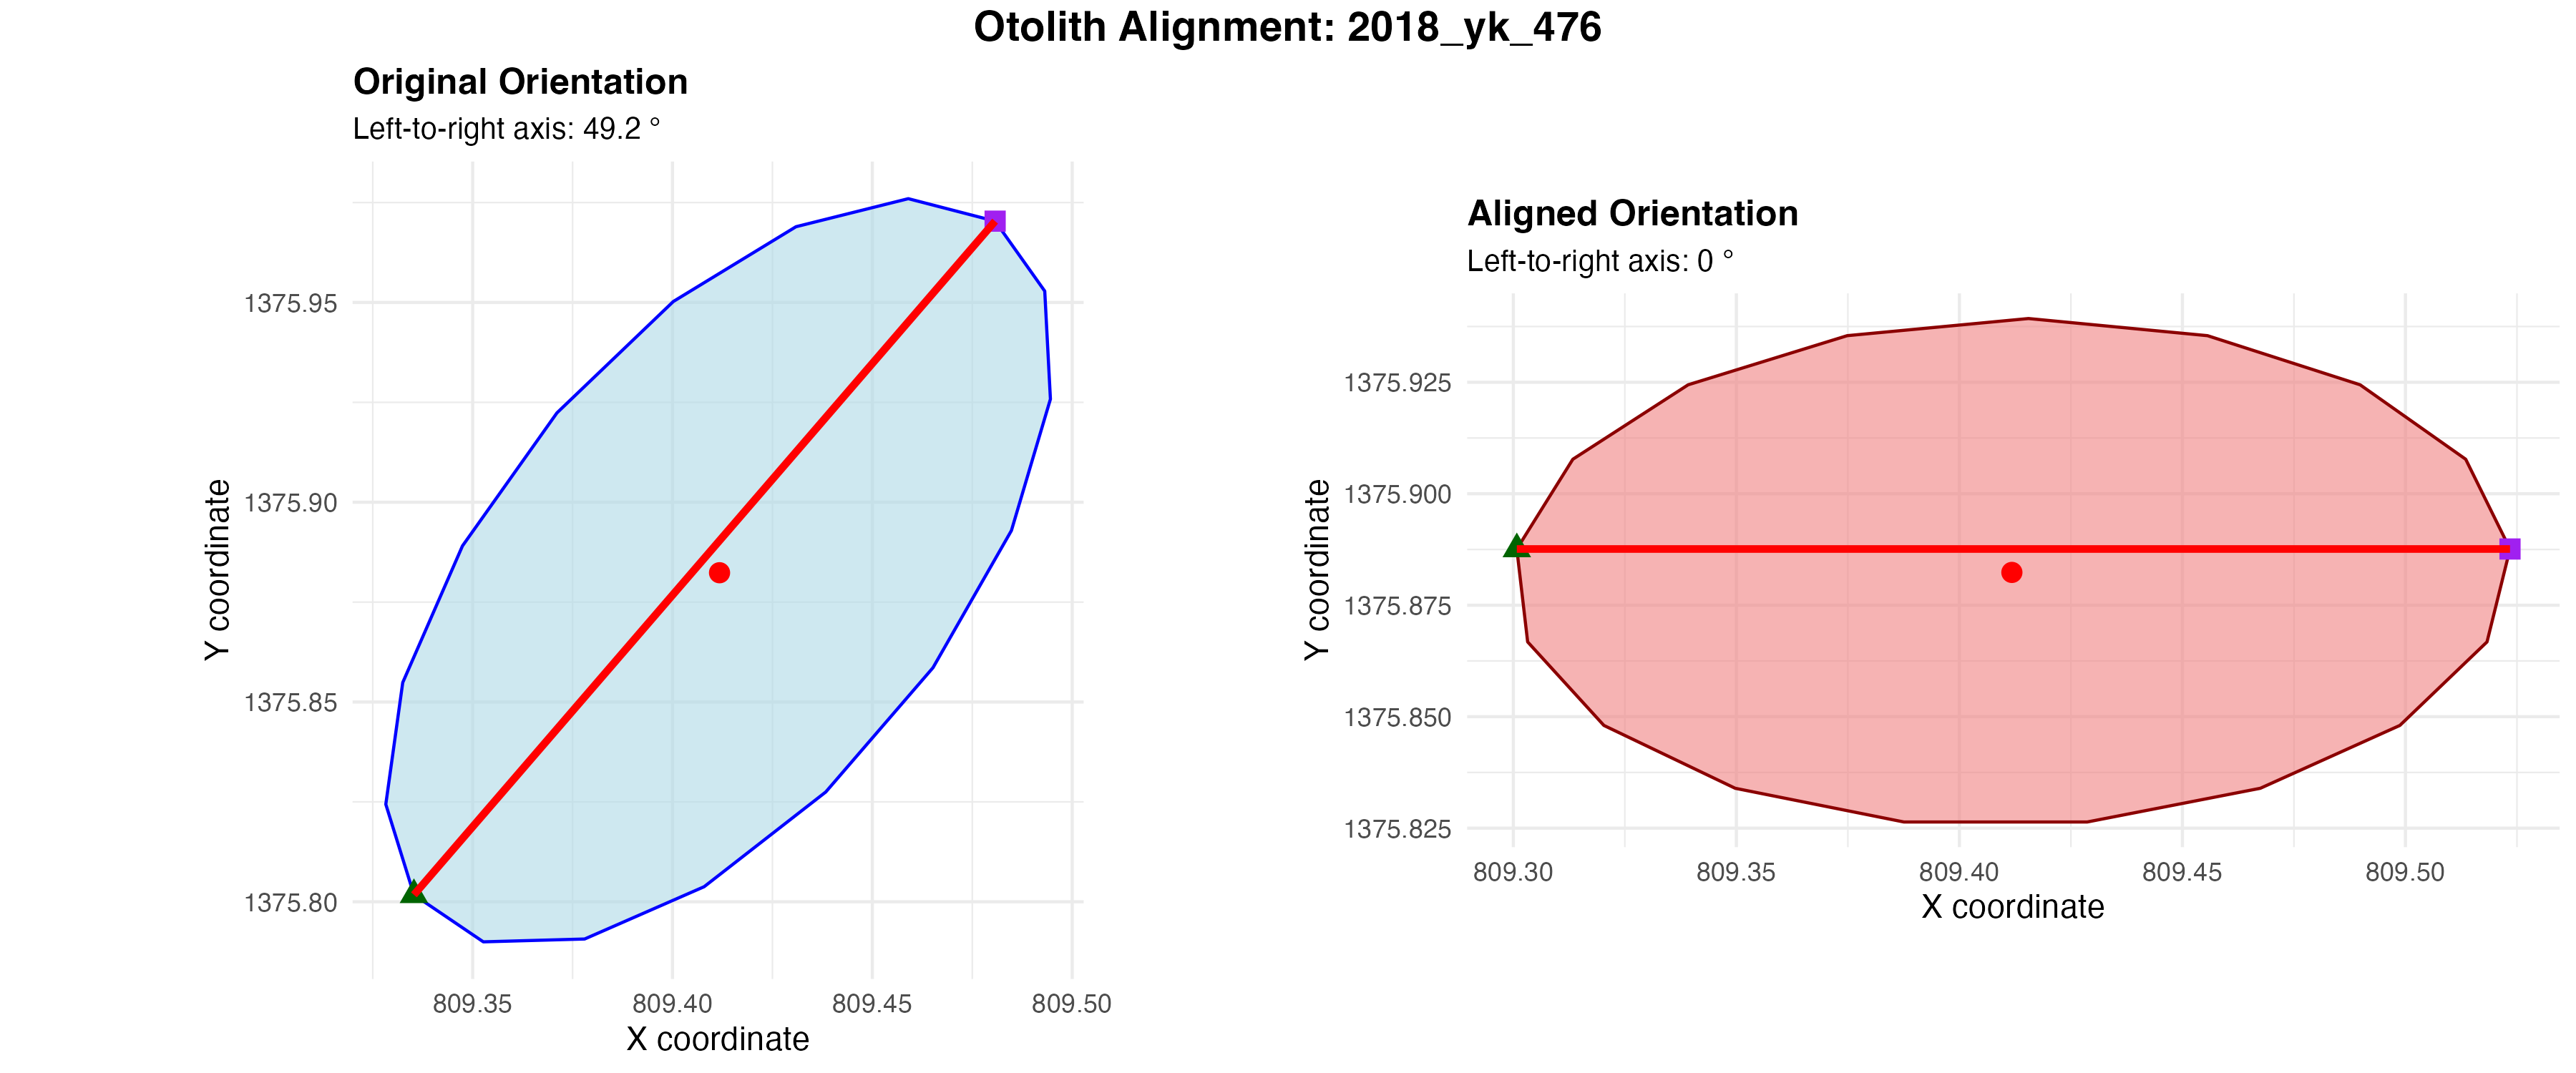 Otolith Alignment: 2018_yk_476
Original Orientation
Left-to-right axis: 49.2 °
Y coordinate
1375.95
1375.90
1375.85
1375.80
809.35 809.40 809.45 809.50
X coordinate
Aligned Orientation
Left-to-right axis: 0 °
Y coordinate
1375.925
1375.900
1375.875
1375.850
1375.825
809.30 809.35 809.40 809.45 809.50
X coordinate